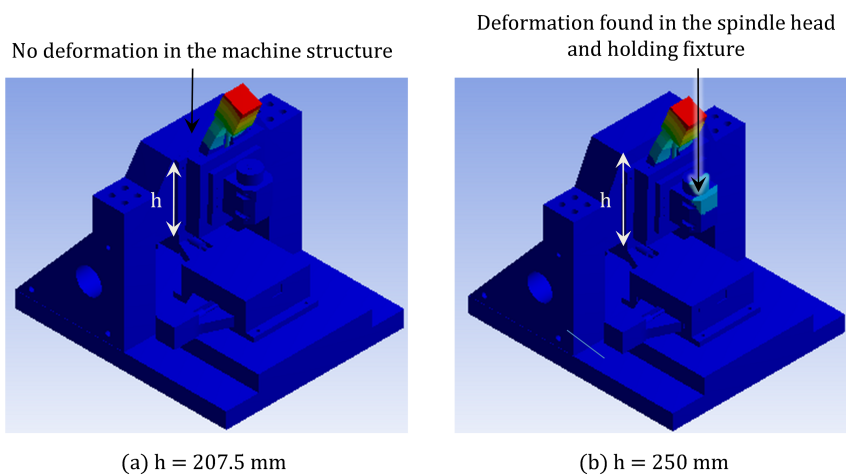 No deformation in the machine structure
Deformation found in the spindle head
and holding fixture
h
h
(a) h = 207.5 mm
(b) h = 250 mm